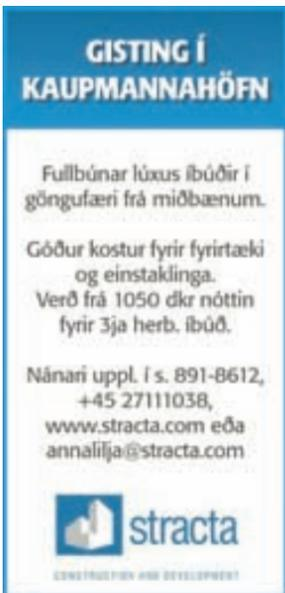 GISTING Í
KAUPMANNAHÖFN
Fullbúnar lúxus íbúðir í
göngufæri frá miðbænum.
Góður kostur fyrir fyrirtæki
og einstaklinga.
Verð frá 1050 dkr nóttin
fyrir 3ja herb. íbúð.
Nánari uppl. í s. 891-8612,
+45 27111038,
www.stracta.com eða
annalilja@stracta.com
stracta
CONSTRUCTION AND DEVELOPMENT